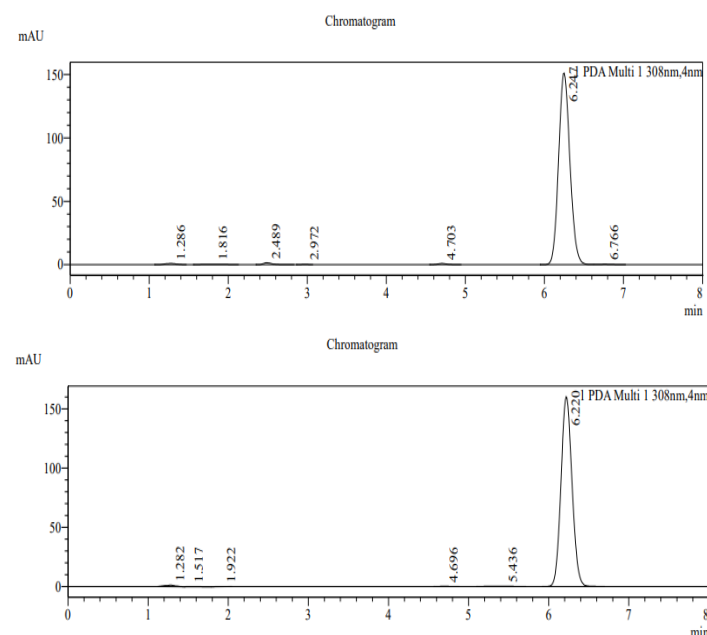 Chromatogram
mAU
1 PDA Multi 1 308nm,4nm
150
100
50
0
1.286
1.816
2.489
2.972
4.703
6.247
6.766
0 1 2 3 4 5 6 7 8
min
Chromatogram
mAU
1 PDA Multi 1 308nm,4nm
150
100
50
0
1.282
1.517
1.922
4.696
5.436
6.220
0 1 2 3 4 5 6 7 8
min